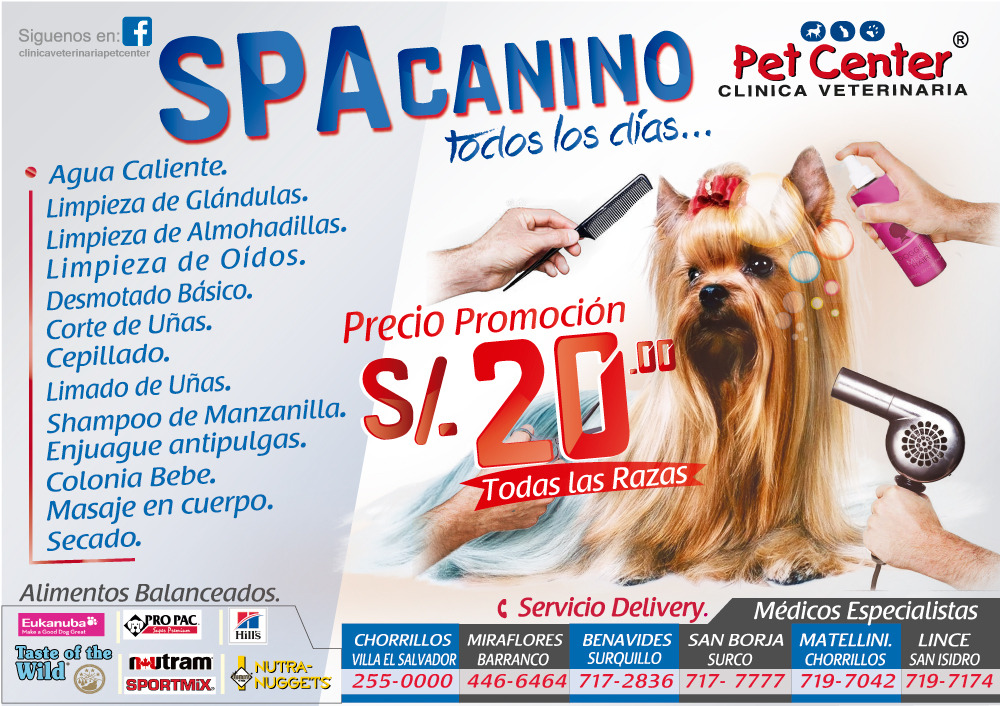 Siguenos en: f
clinicaveterinariapetcenter
SPA CANINO
todos los días...
Pet Center ®
CLINICA VETERINARIA
Agua Caliente.
Limpieza de Glándulas.
Limpieza de Almohadillas.
Limpieza de Oídos.
Desmotado Básico.
Corte de Uñas.
Cepillado.
Limado de Uñas.
Shampoo de Manzanilla.
Enjuague antipulgas.
Colonia Bebe.
Masaje en cuerpo.
Secado.
Precio Promoción
S/. 20.00
Todas las Razas
Alimentos Balanceados.
Eukanuba
Make a Good Dog Great
PRO PAC
Super Premium
Hill's
Taste of the Wild
nutram
SPORTMiX
NUTRA-NUGGETS
Servicio Delivery.
Médicos Especialistas
CHORRILLOS
VILLA EL SALVADOR
255-0000
MIRAFLORES
BARRANCO
446-6464
BENAVIDES
SURQUILLO
717-2836
SAN BORJA
SURCO
717- 7777
MATELLINI.
CHORRILLOS
719-7042
LINCE
SAN ISIDRO
719-7174